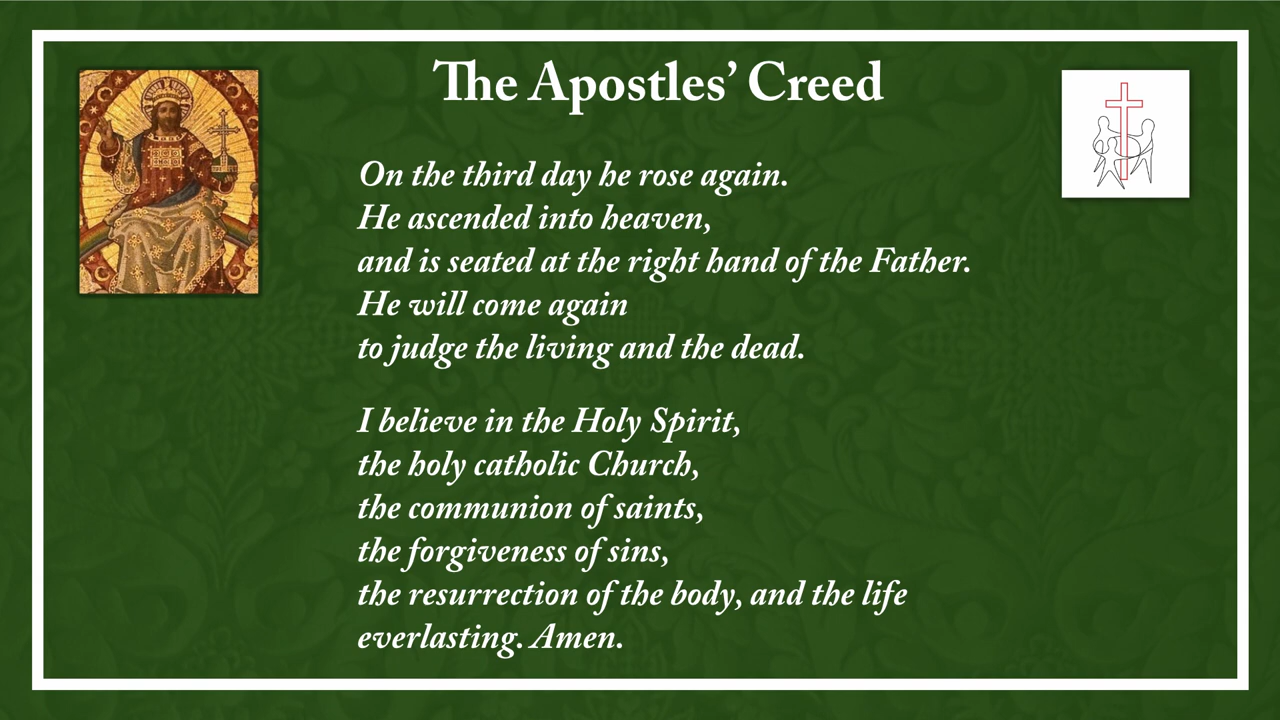 The Apostles’ Creed
On the third day he rose again.
He ascended into heaven,
and is seated at the right hand of the Father.
He will come again
to judge the living and the dead.
I believe in the Holy Spirit,
the holy catholic Church,
the communion of saints,
the forgiveness of sins,
the resurrection of the body, and the life
everlasting. Amen.